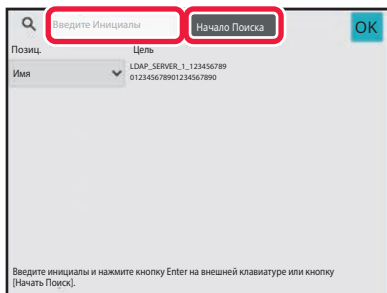 Введите Инициалы
Начало Поиска
OK
Позиц.
Цель
Имя
LDAP_SERVER_1_123456789
012345678901234567890
Введите инициалы и нажмите кнопку Enter на внешней клавиатуре или кнопку
[Начать Поиск].